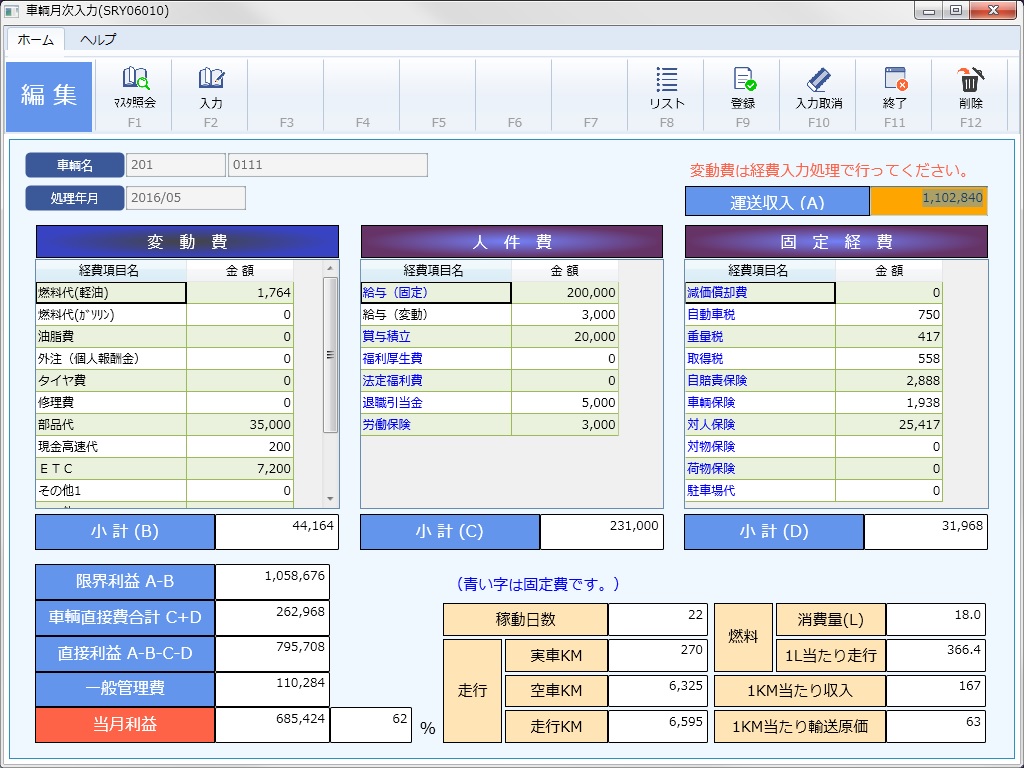 車輌月次入力(SRY06010)
ホーム ヘルプ
編 集
ﾏｽﾀ照会 入力 リスト 登録 入力取消 終了 削除
F1 F2 F3 F4 F5 F6 F7 F8 F9 F10 F11 F12
車輌名 201 0111
変動費は経費入力処理で行ってください。
処理年月 2016/05
運送収入 (A) 1,102,840
変 動 費
経費項目名 金 額
燃料代(軽油) 1,764
燃料代(ｶﾞｿﾘﾝ) 0
油脂費 0
外注（個人報酬金） 0
タイヤ費 0
修理費 0
部品代 35,000
現金高速代 200
ＥＴＣ 7,200
その他1 0
小 計 (B) 44,164
人 件 費
経費項目名 金 額
給与（固定） 200,000
給与（変動） 3,000
賞与積立 20,000
福利厚生費 0
法定福利費 0
退職引当金 5,000
労働保険 3,000
小 計 (C) 231,000
固 定 経 費
経費項目名 金 額
減価償却費 0
自動車税 750
重量税 417
取得税 558
自賠責保険 2,888
車輌保険 1,938
対人保険 25,417
対物保険 0
荷物保険 0
駐車場代 0
小 計 (D) 31,968
限界利益 A-B 1,058,676
車輌直接費合計 C+D 262,968
直接利益 A-B-C-D 795,708
一般管理費 110,284
当月利益 685,424 62 %
（青い字は固定費です。）
稼動日数 22
走行
実車KM 270
空車KM 6,325
走行KM 6,595
燃料
消費量(L) 18.0
1L当たり走行 366.4
1KM当たり収入 167
1KM当たり輸送原価 63